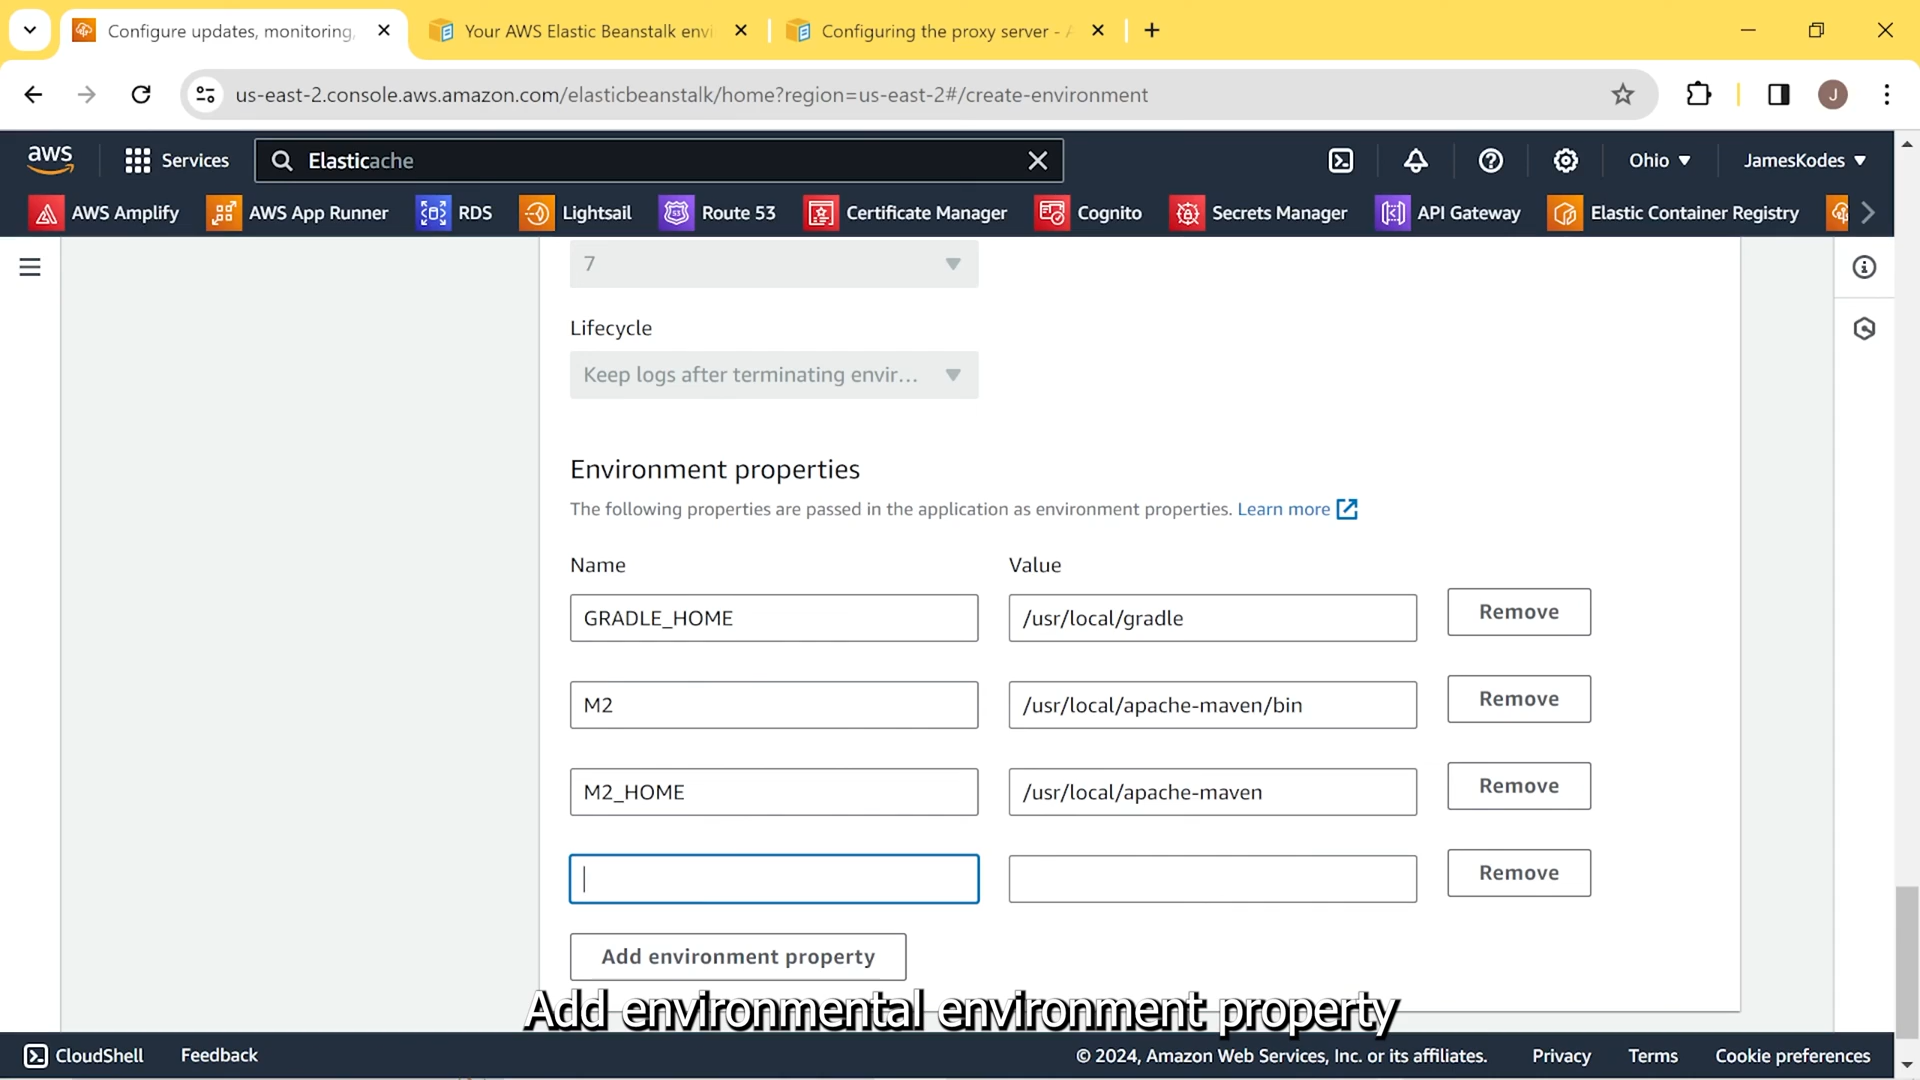 Configure updates, monitoring,
Your AWS Elastic Beanstalk envi
Configuring the proxy server - A
us-east-2.console.aws.amazon.com/elasticbeanstalk/home?region=us-east-2#/create-environment
J
aws
Services
Elasticache
Ohio
JamesKodes
AWS Amplify
AWS App Runner
RDS
Lightsail
Route 53
Certificate Manager
Cognito
Secrets Manager
API Gateway
Elastic Container Registry
7
Lifecycle
Keep logs after terminating envir...
Environment properties
The following properties are passed in the application as environment properties. Learn more
Name Value
GRADLE_HOME /usr/local/gradle Remove
M2 /usr/local/apache-maven/bin Remove
M2_HOME /usr/local/apache-maven Remove
Remove
Add environment property
Add environmental environment property
CloudShell Feedback © 2024, Amazon Web Services, Inc. or its affiliates. Privacy Terms Cookie preferences